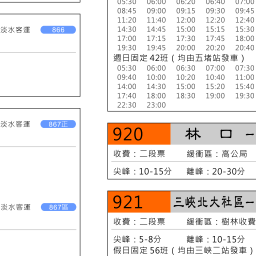 淡水客運 866
淡水客運 867正
淡水客運 867區
05:30 06:00 06:20 06:40 07:00
08:45 09:00 09:15 09:30 09:45
11:20 11:40 12:00 12:20 12:40
14:30 14:45 15:00 15:15 15:30
17:00 17:15 17:30 17:45 18:00
19:30 19:45 20:00 20:20 20:40
週日固定42班 ( 均由五堵站發車 )
05:30 06:00 06:30 07:00 07:30
09:40 10:00 10:20 10:40 11:00
14:00 14:30 15:00 15:20 15:40
17:40 18:00 18:30 19:00 19:30
22:30 23:00
920 林 口 一
收費：二段票 緩衝區：高公局
尖峰：10-15分 離峰：20-30分
921 三峽北大社區一
收費：二段票 緩衝區：樹林收費
尖峰：5-8分 離峰：10-15分
假日固定56班 ( 均由三峽二站發車 )